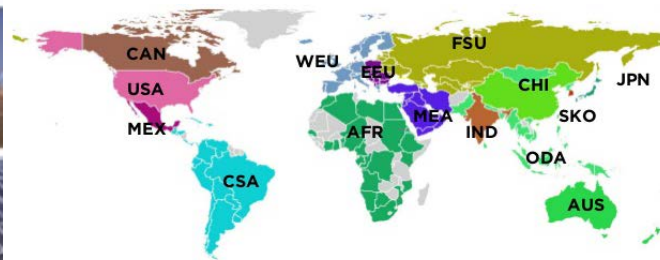 CAN
USA
MEX
CSA
WEU
EEU
FSU
AFR
MEA
IND
CHI
JPN
SKO
ODA
AUS